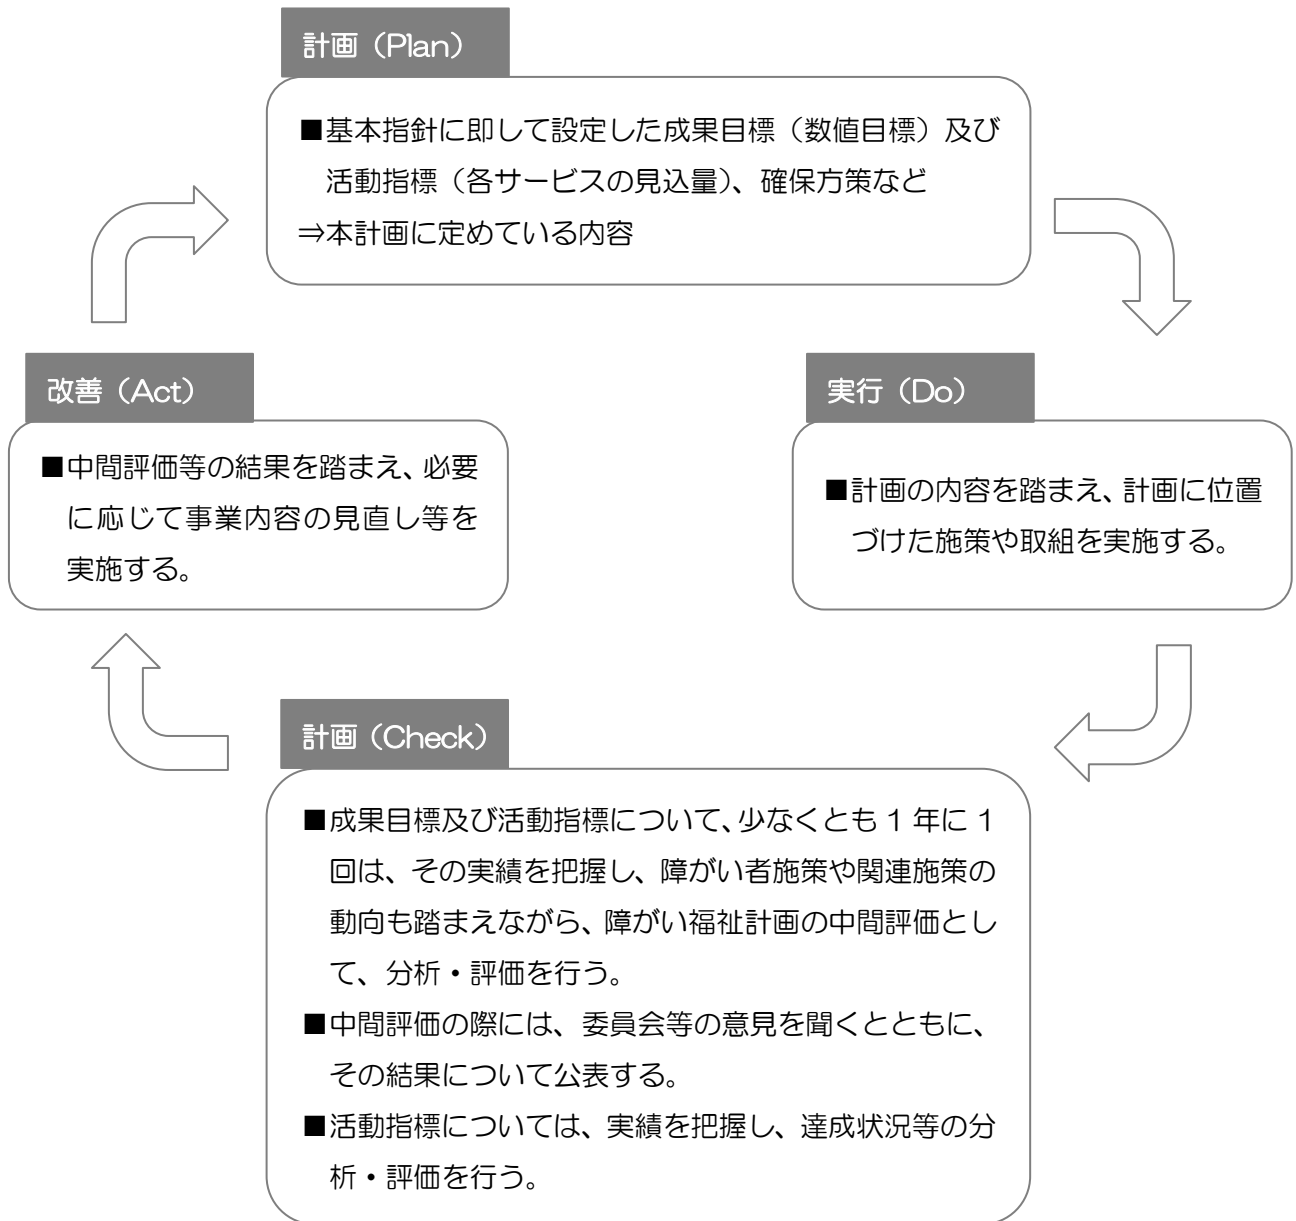 計画（Plan）
■基本指針に即して設定した成果目標（数値目標）及び
活動指標（各サービスの見込量）、確保方策など
⇒本計画に定めている内容
改善（Act）
■中間評価等の結果を踏まえ、必要
に応じて事業内容の見直し等を
実施する。
実行（Do）
■計画の内容を踏まえ、計画に位置
づけた施策や取組を実施する。
計画（Check）
■成果目標及び活動指標について、少なくとも 1 年に 1
回は、その実績を把握し、障がい者施策や関連施策の
動向も踏まえながら、障がい福祉計画の中間評価とし
て、分析・評価を行う。
■中間評価の際には、委員会等の意見を聞くとともに、
その結果について公表する。
■活動指標については、実績を把握し、達成状況等の分
析・評価を行う。